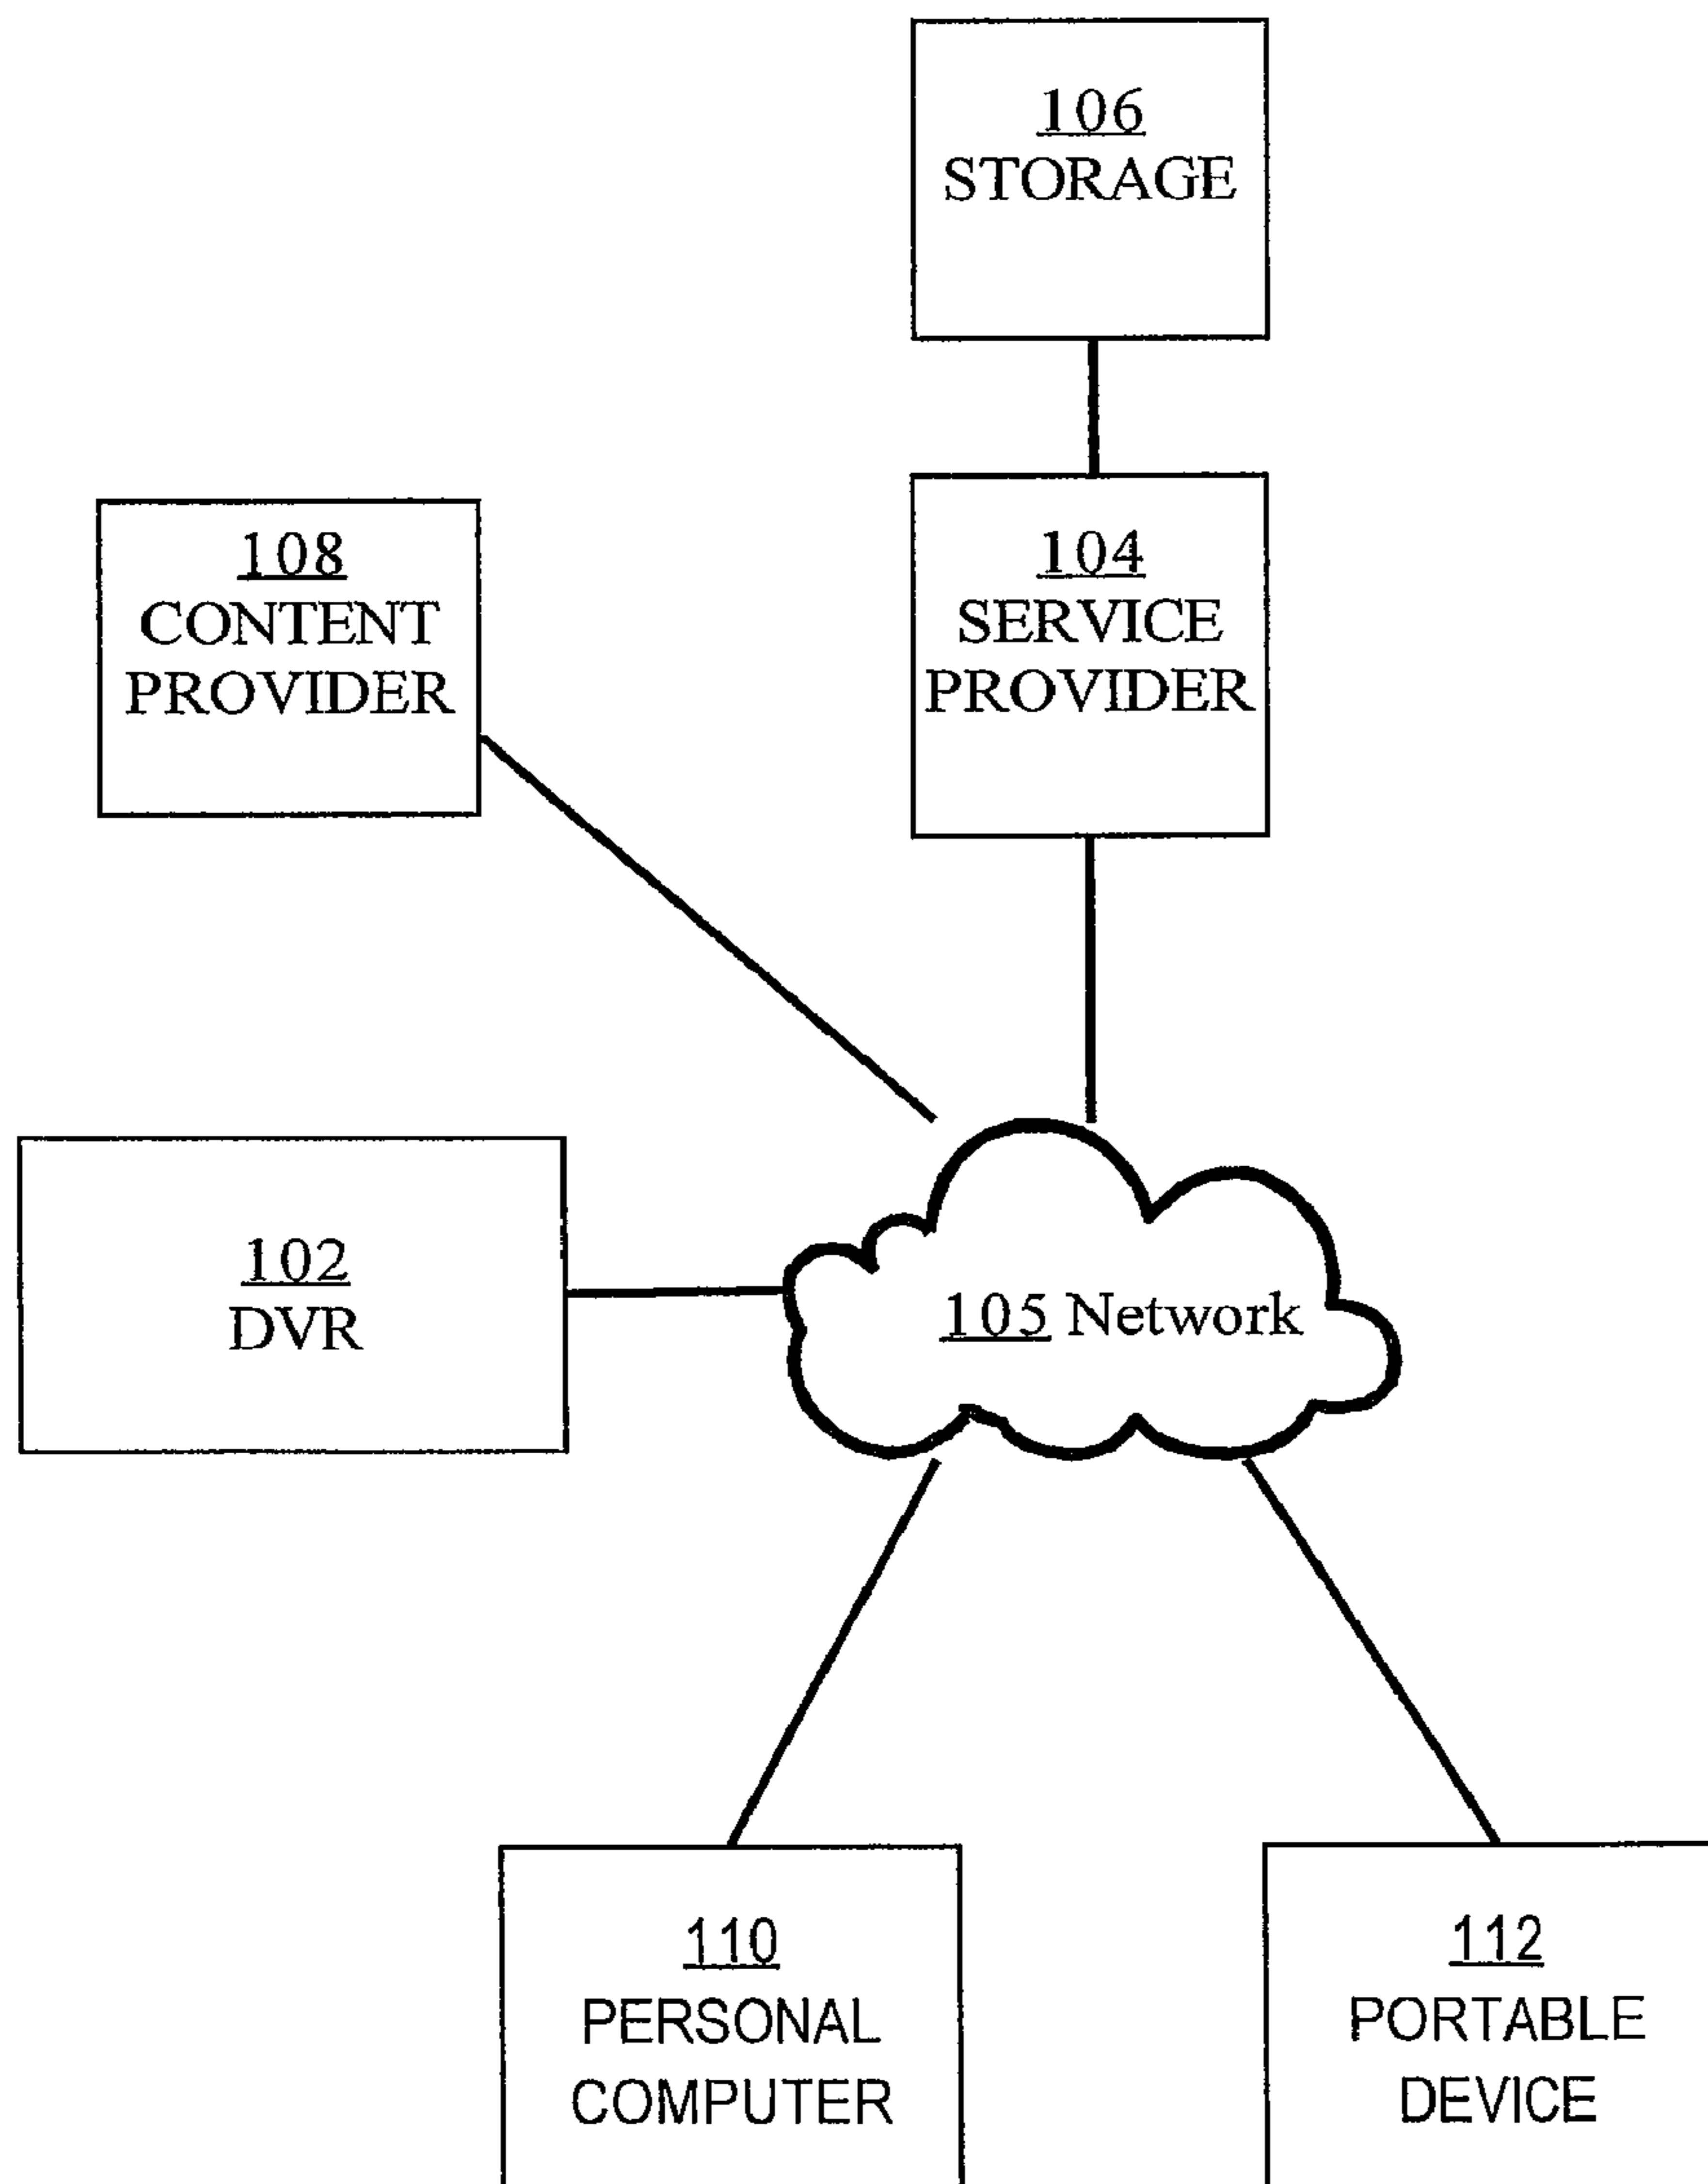 106
STORAGE
108
CONTENT
PROVIDER
104
SERVICE
PROVIDER
102
DVR
105 Network
110
PERSONAL
COMPUTER
112
PORTABLE
DEVICE